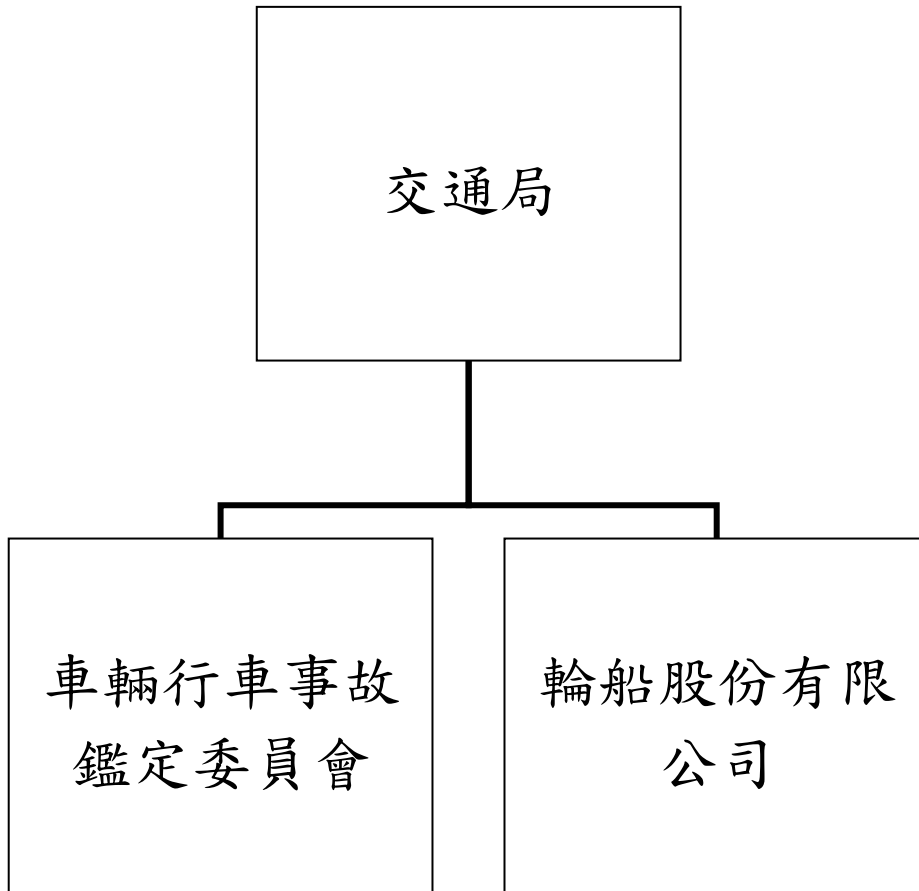 交通局
車輛行車事故
鑑定委員會
輪船股份有限
公司